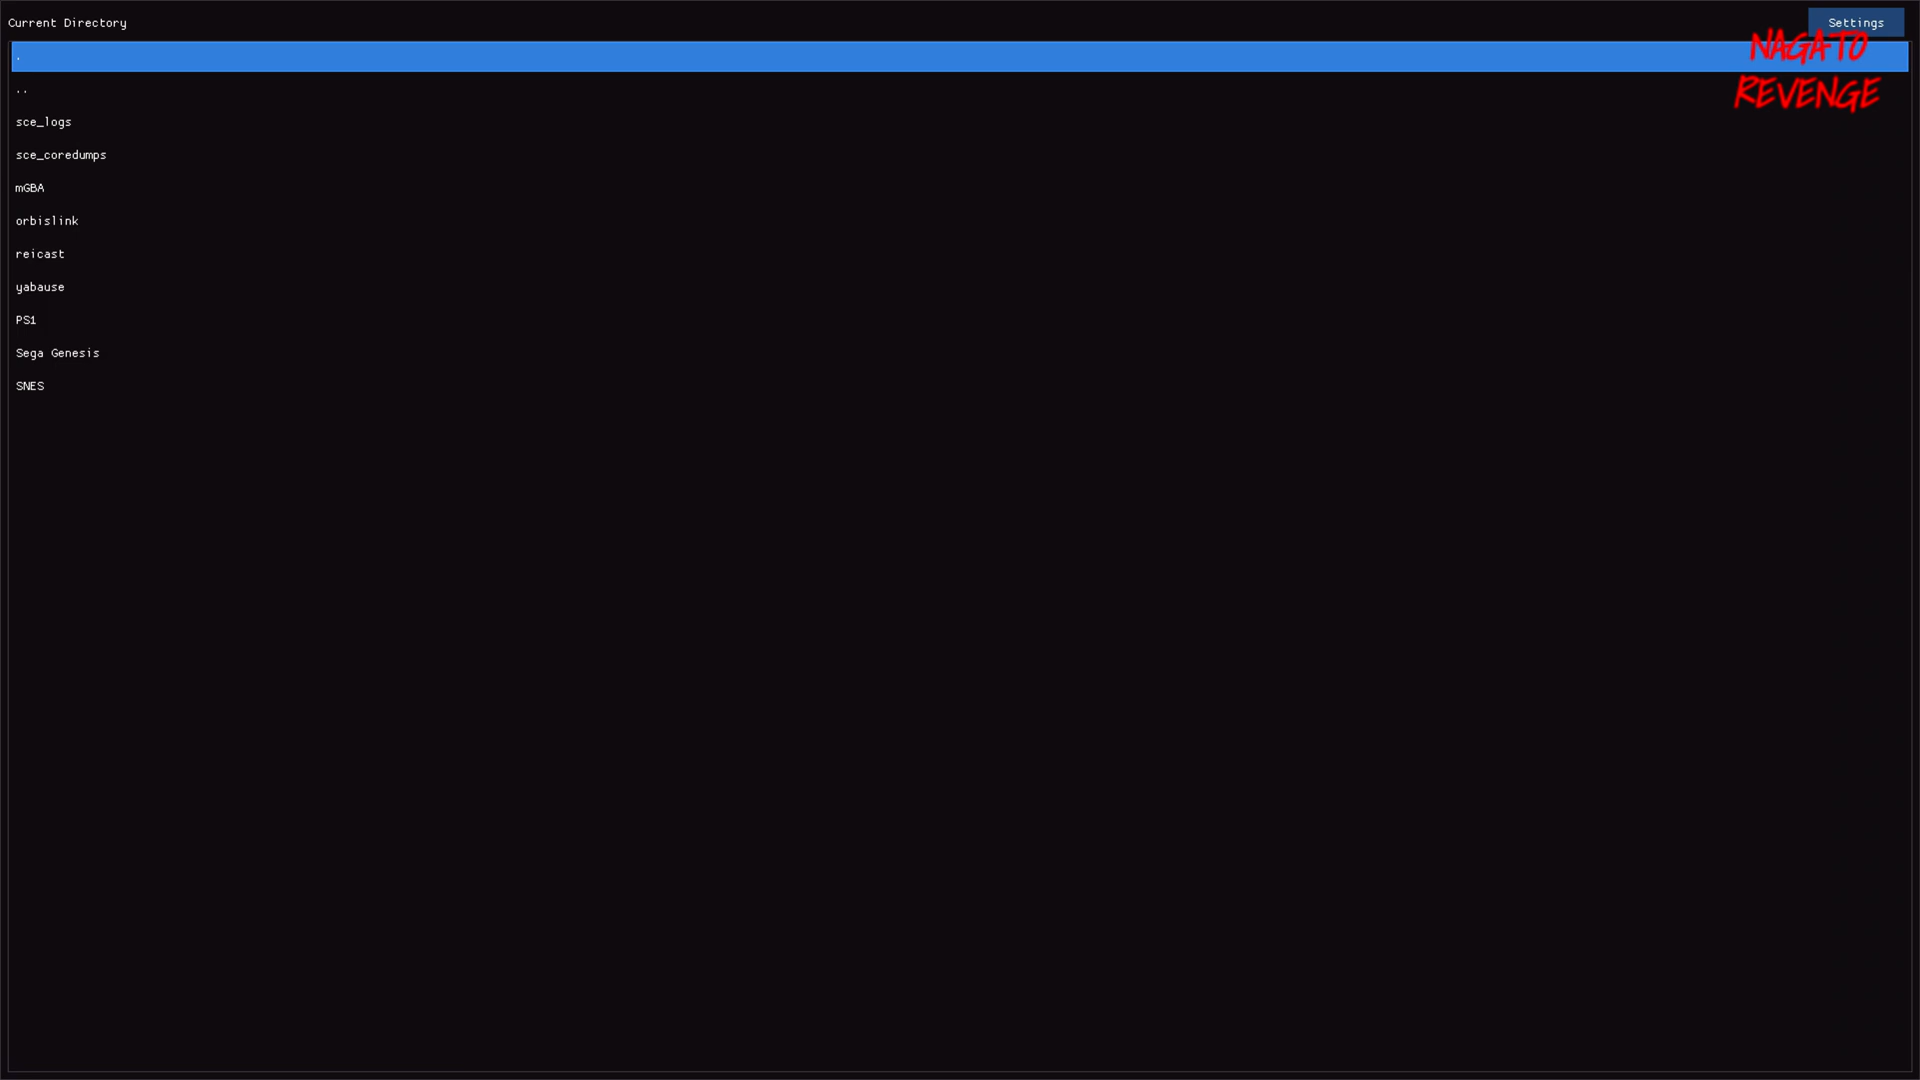 Current Directory
Settings
.
NAGATO
REVENGE
..
sce_logs
sce_coredumps
mGBA
orbislink
reicast
yabause
PS1
Sega Genesis
SNES